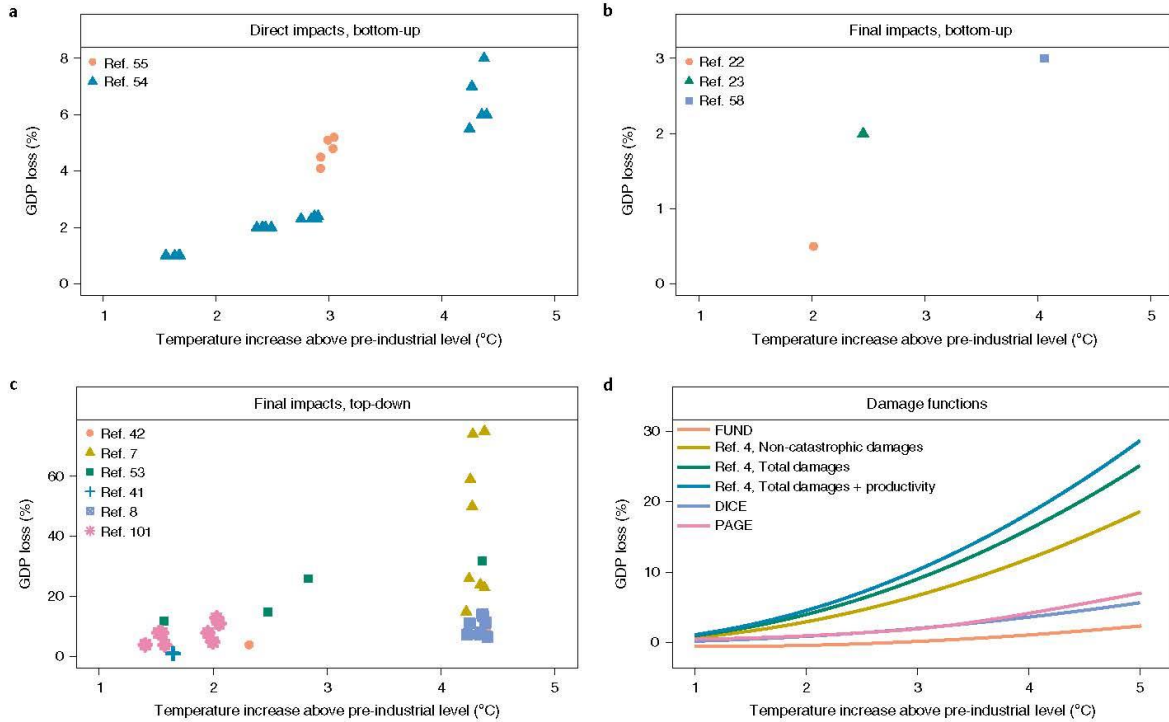 a
Direct impacts, bottom-up
Ref. 55
Ref. 54
8
6
4
2
0
GDP loss (%)
1 2 3 4 5
Temperature increase above pre-industrial level (°C)
b
Final impacts, bottom-up
Ref. 22
Ref. 23
Ref. 58
3
2
1
0
GDP loss (%)
1 2 3 4 5
Temperature increase above pre-industrial level (°C)
c
Final impacts, top-down
Ref. 42
Ref. 7
Ref. 53
Ref. 41
Ref. 8
Ref. 101
60
40
20
0
GDP loss (%)
1 2 3 4 5
Temperature increase above pre-industrial level (°C)
d
Damage functions
FUND
Ref. 4, Non-catastrophic damages
Ref. 4, Total damages
Ref. 4, Total damages + productivity
DICE
PAGE
30
20
10
0
GDP loss (%)
1 2 3 4 5
Temperature increase above pre-industrial level (°C)